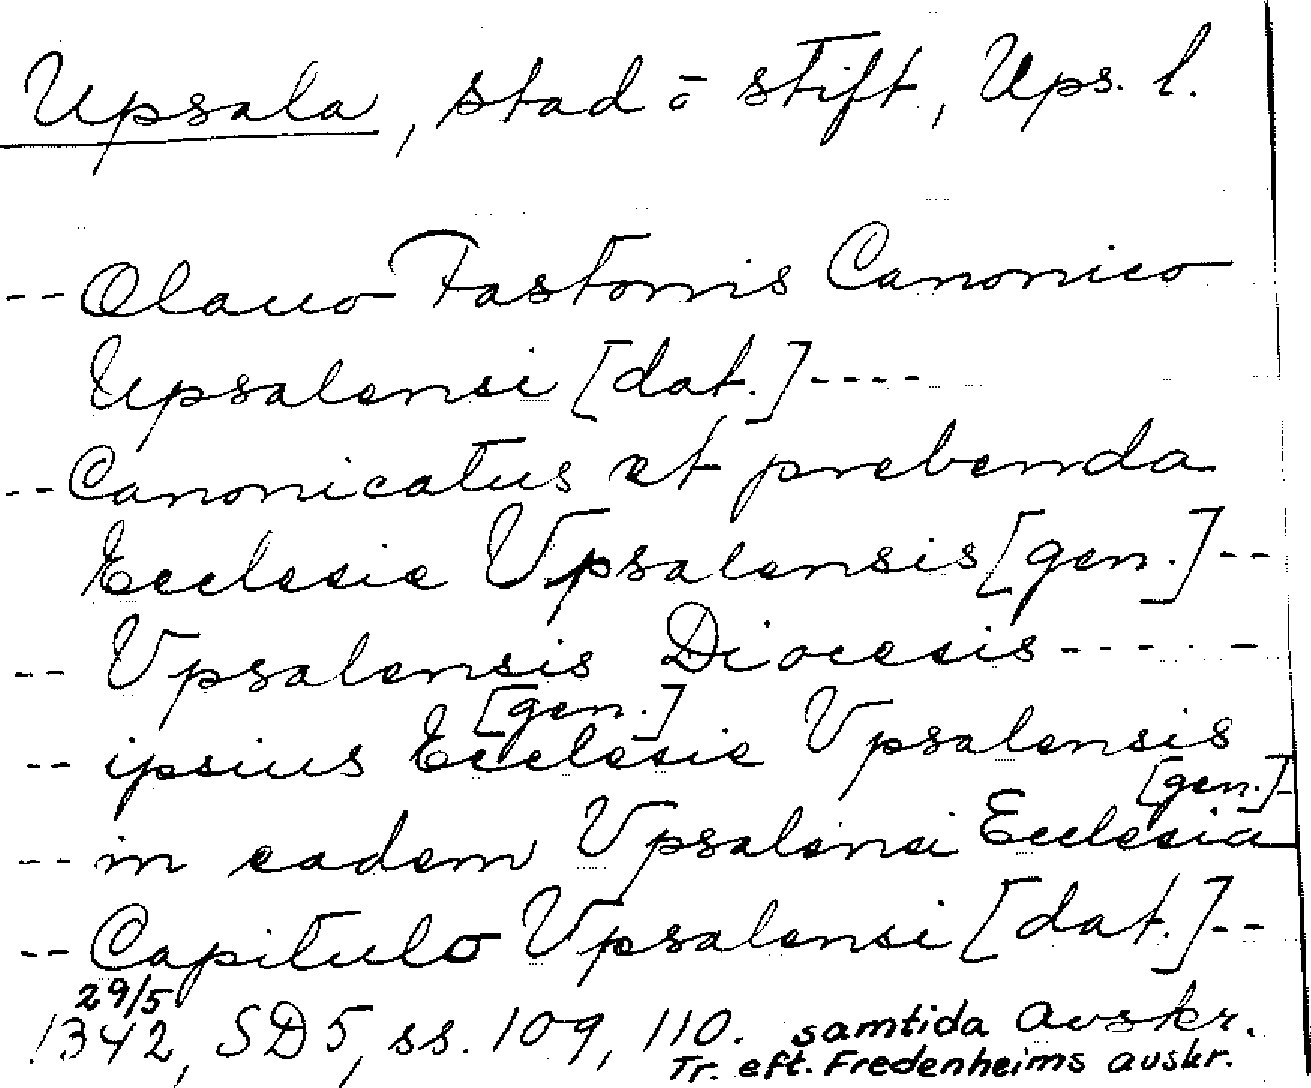 Upsala, stad o stift, Ups. l.
-- Olauo Fastonis Canonico
Upsalensi [dat.] ----
-- Canonicatus et prebenda
Ecclesie Vpsalensis [gen.] --
-- Vpsalensis Diocesis -----
[gen.]
-- ipsius Ecclesie Vpsalensis
[gen.] -
-- in eadem Vpsalensi Ecclesia
-- Capitulo Vpsalensi [dat.] --
29/5
1342, SD 5, ss. 109, 110. samtida Avskr.
Tr. eft. Fredenheims avskr.